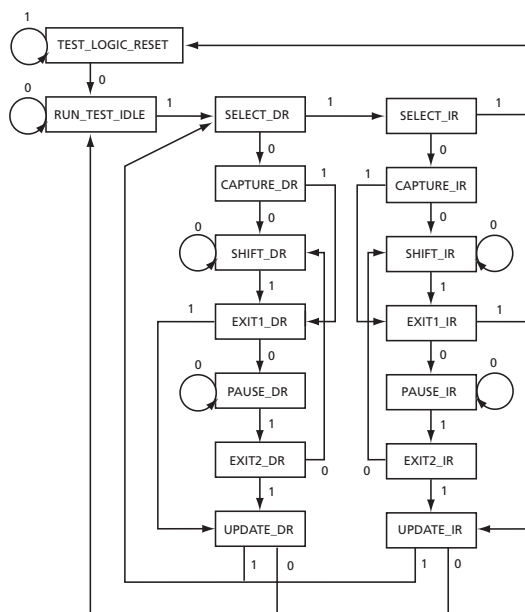 1
TEST_LOGIC_RESET
0
0
RUN_TEST_IDLE 1 SELECT_DR 1 SELECT_IR 1
0 0
CAPTURE_DR 1 1 CAPTURE_IR
0 0
0 SHIFT_DR SHIFT_IR 0
1 1
1 EXIT1_DR EXIT1_IR 1
0 0
0 PAUSE_DR PAUSE_IR 0
1 1
EXIT2_DR 0 0 EXIT2_IR
1 1
UPDATE_DR UPDATE_IR
1 0 1 0